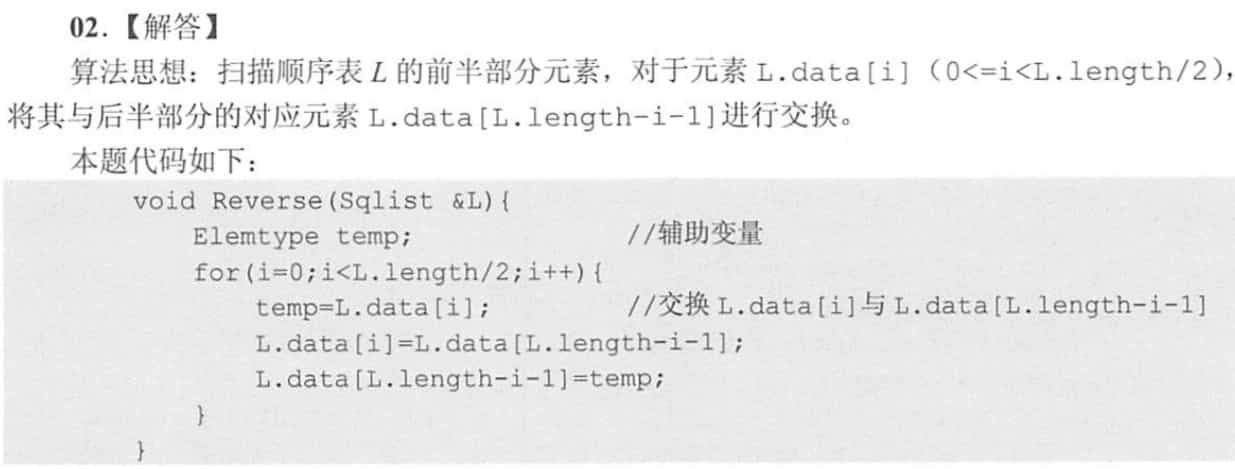 02.【解答】
算法思想：扫描顺序表 L 的前半部分元素，对于元素 L.data[i]（0<=i<L.length/2），
将其与后半部分的对应元素 L.data[L.length-i-1]进行交换。
本题代码如下：
void Reverse(Sqlist &L){
Elemtype temp; //辅助变量
for(i=0;i<L.length/2;i++){
temp=L.data[i]; //交换 L.data[i]与 L.data[L.length-i-1]
L.data[i]=L.data[L.length-i-1];
L.data[L.length-i-1]=temp;
}
}